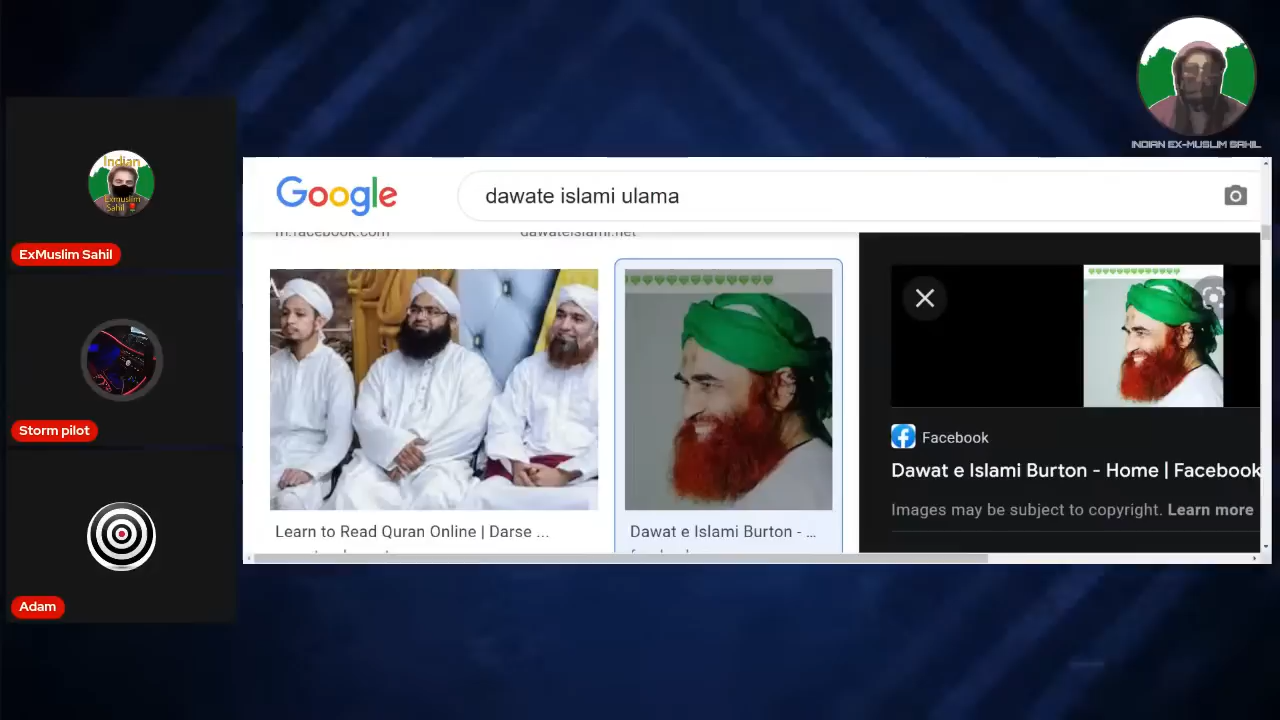 INDIAN EX-MUSLIM SAHIL
Indian
Exmuslim
Sahil
ExMuslim Sahil
Storm pilot
Adam
Google
dawate islami ulama
m.facebook.com
dawateislami.net
Learn to Read Quran Online | Darse ...
Dawat e Islami Burton - ...
Facebook
Dawat e Islami Burton - Home | Facebook
Images may be subject to copyright. Learn more